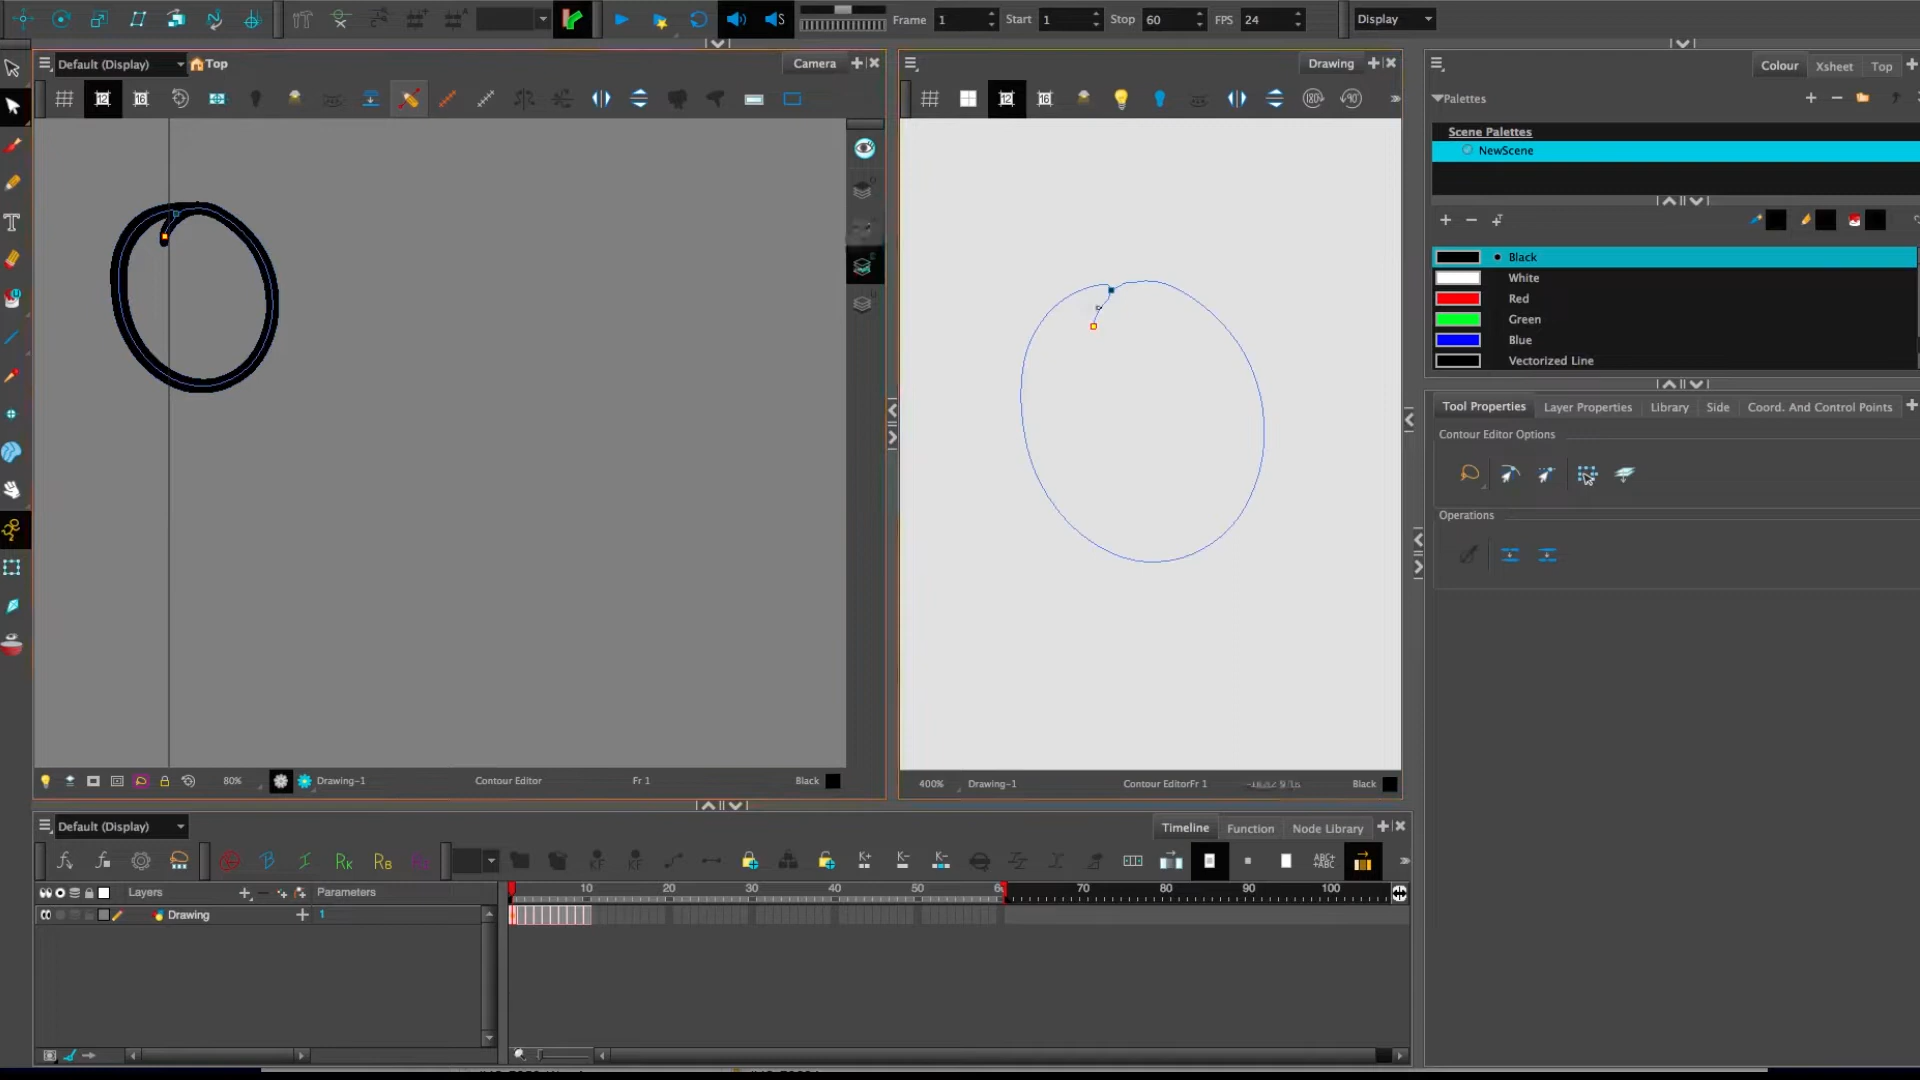 Frame 1 Start 1 Stop 60 FPS 24 Display
Default (Display) Top Camera
Drawing
Colour Xsheet Top
Palettes
Scene Palettes
NewScene
Black
White
Red
Green
Blue
Vectorized Line
Tool Properties Layer Properties Library Side Coord. And Control Points
Contour Editor Options
Operations
80% Drawing-1 Contour Editor Fr 1 Black
400% Drawing-1 Contour EditorFr 1 Black
Default (Display) Timeline Function Node Library
Layers Parameters
10 20 30 40 50 70 80 90 100
Drawing 1